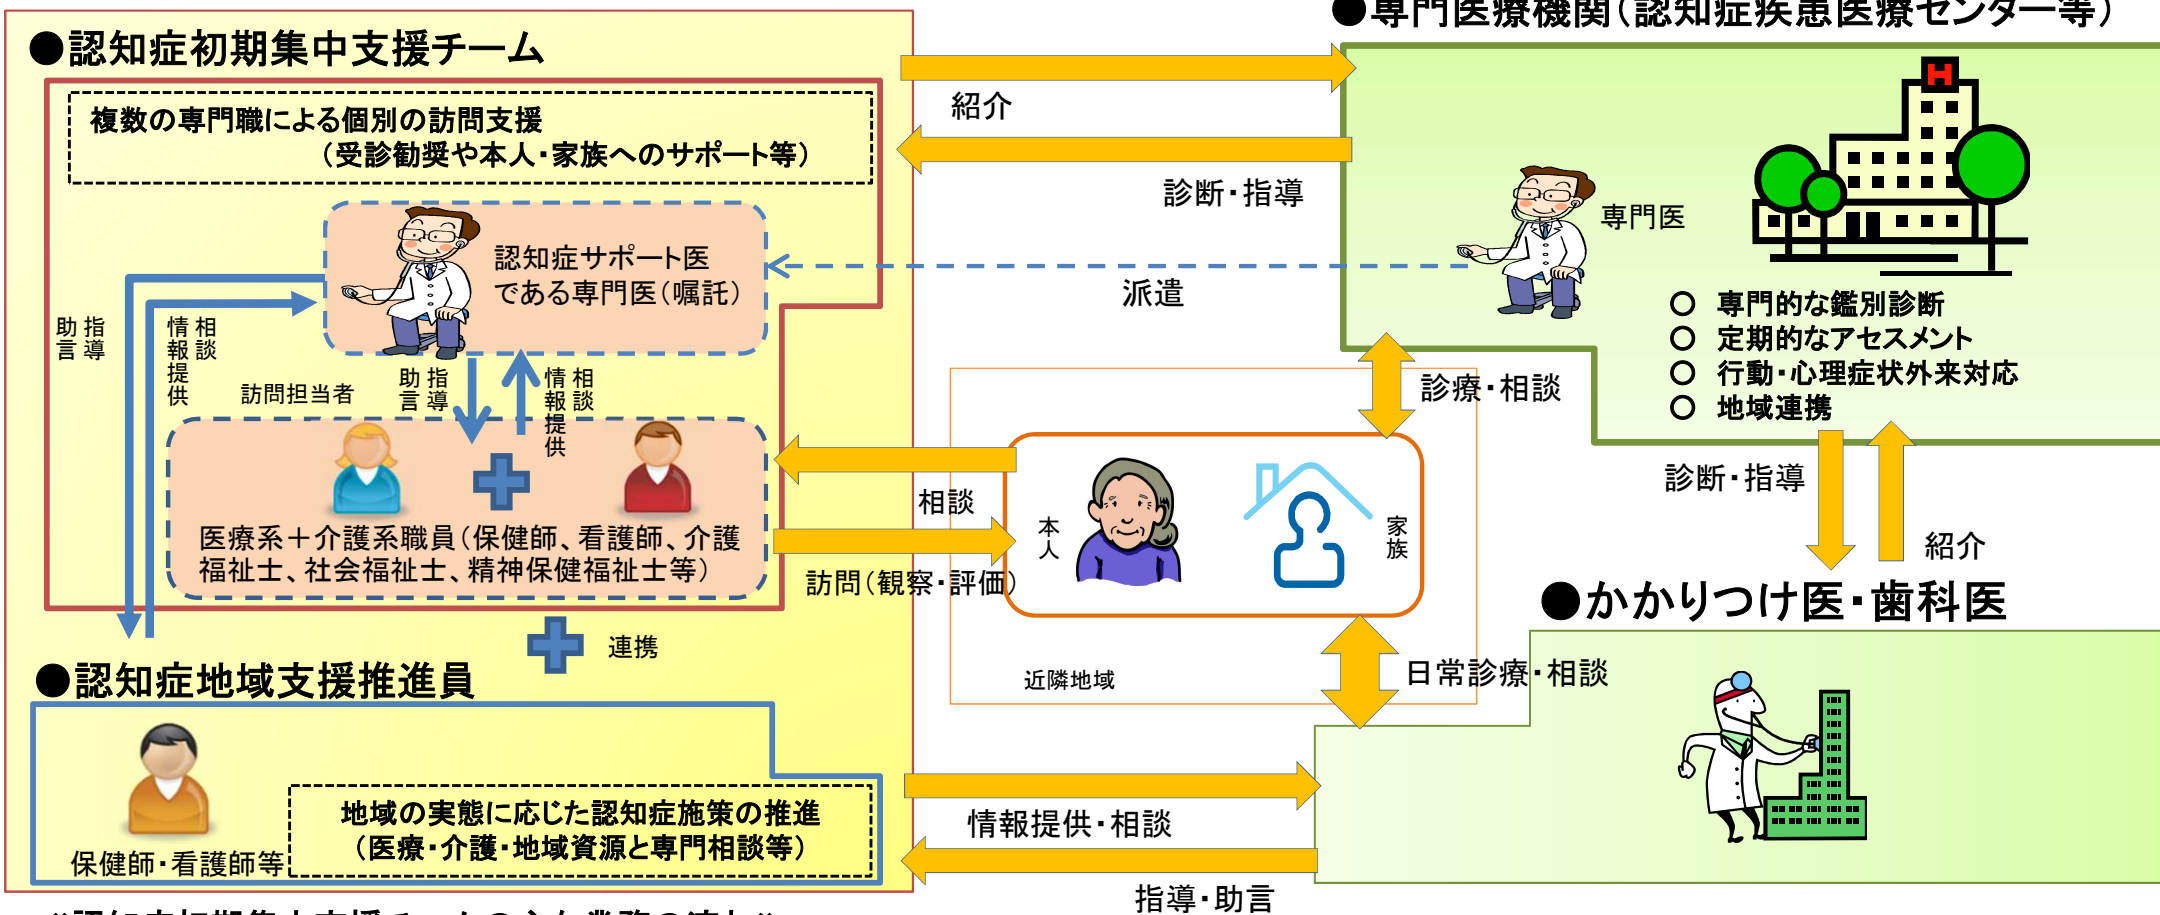 ●認知症初期集中支援チーム
複数の専門職による個別の訪問支援
(受診勧奨や本人・家族へのサポート等)
認知症サポート医
である専門医(嘱託)
指導
助言
相談
情報提供
訪問担当者
指導
助言
相談
情報提供
医療系+介護系職員(保健師、看護師、介護
福祉士、社会福祉士、精神保健福祉士等)
連携
●認知症地域支援推進員
保健師・看護師等
地域の実態に応じた認知症施策の推進
(医療・介護・地域資源と専門相談等)
紹介
診断・指導
派遣
相談
訪問(観察・評価)
本人
家族
近隣地域
診療・相談
日常診療・相談
情報提供・相談
指導・助言
●専門医療機関(認知症疾患医療センター等)
H
専門医
○ 専門的な鑑別診断
○ 定期的なアセスメント
○ 行動・心理症状外来対応
○ 地域連携
診断・指導
紹介
●かかりつけ医・歯科医